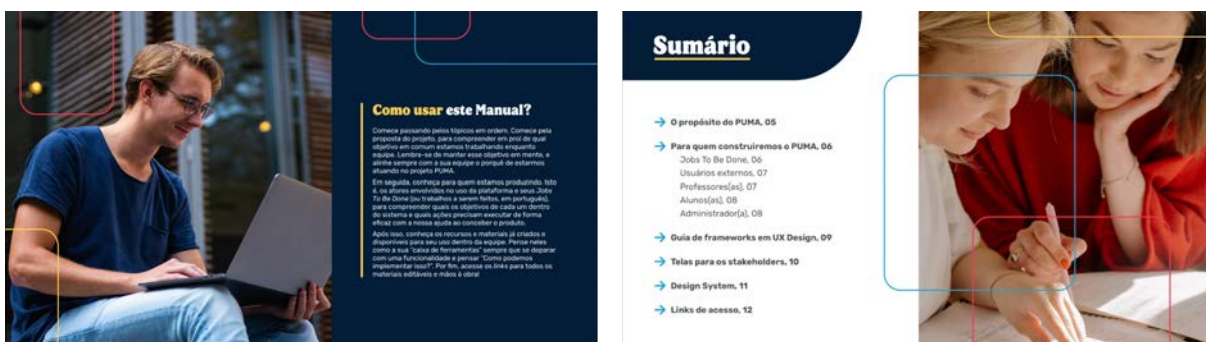 Como usar este Manual?
Comece passando pelos tópicos em ordem. Comece pela
proposta do projeto, para compreender em prol de qual
objetivo em comum estamos trabalhando enquanto
equipe. Lembre-se de manter esse objetivo em mente, e
alinhe sempre com a sua equipe o porquê de estarmos
atuando no projeto PUMA.
Em seguida, conheça para quem estamos produzindo. Isto
é, os atores envolvidos no uso da plataforma e seus Jobs
To Be Done (ou trabalhos a serem feitos, em português),
para compreender quais os objetivos de cada um dentro
do sistema e quais ações precisam executar de forma
eficaz com a nossa ajuda ao conceber o produto.
Após isso, conheça os recursos e materiais já criados e
disponíveis para seu uso dentro da equipe. Pense neles
como a sua "caixa de ferramentas" sempre que se deparar
com uma funcionalidade e pensar "Como podemos
implementar isso?". Por fim, acesse os links para todos os
materiais editáveis e mãos à obra!
Sumário
→ O propósito do PUMA, 05
→ Para quem construiremos o PUMA, 06
Jobs To Be Done, 06
Usuários externos, 07
Professores(as), 07
Alunos(as), 08
Administrador(a), 08
→ Guia de frameworks em UX Design, 09
→ Telas para os stakeholders, 10
→ Design System, 11
→ Links de acesso, 12